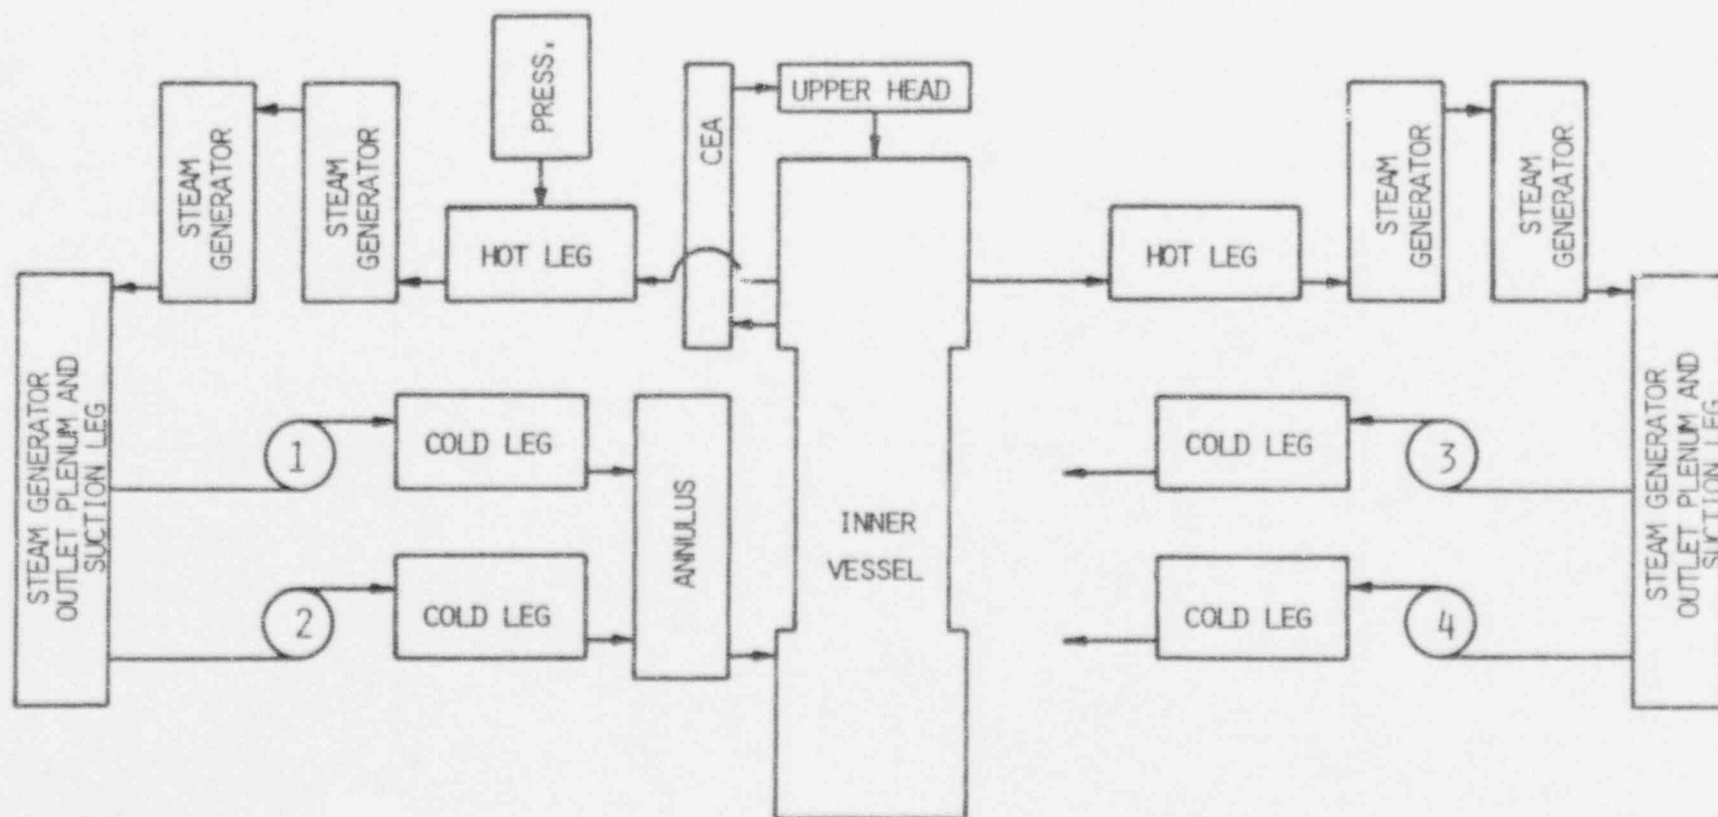 PRESS.
CEA
UPPER HEAD
STEAM
GENERATOR
STEAM
GENERATOR
HOT LEG
HOT LEG
STEAM
GENERATOR
STEAM
GENERATOR
STEAM GENERATOR
OUTLET PLENUM AND
SUCTION LEG
1
COLD LEG
2
COLD LEG
ANNULUS
INNER
VESSEL
COLD LEG
3
COLD LEG
4
STEAM GENERATOR
OUTLET PLENUM AND
SUCTION LEG